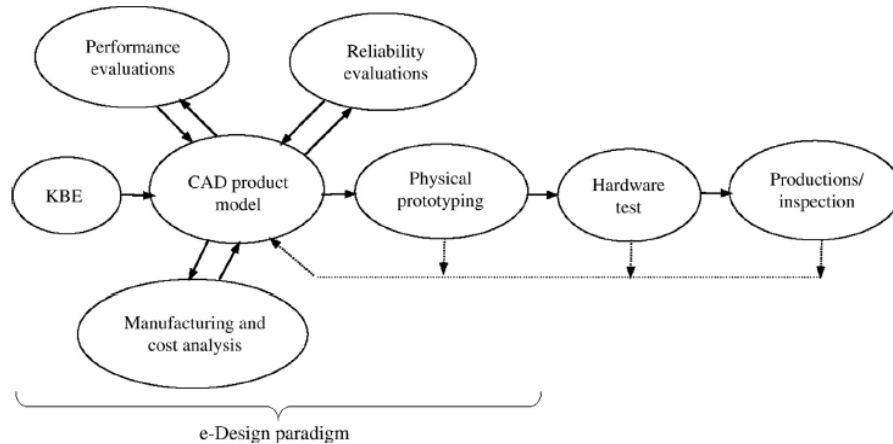 Performance
evaluations
Reliability
evaluations
KBE
CAD product
model
Physical
prototyping
Hardware
test
Productions/
inspection
Manufacturing and
cost analysis
e-Design paradigm